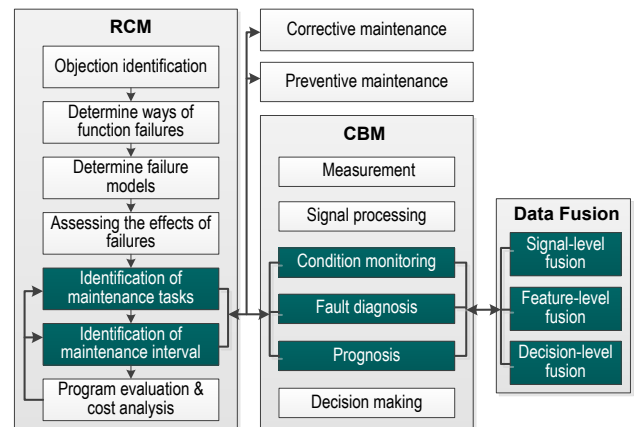 RCM
Objection identification
Determine ways of
function failures
Determine failure
models
Assessing the effects of
failures
Identification of
maintenance tasks
Identification of
maintenance interval
Program evaluation &
cost analysis
Corrective maintenance
Preventive maintenance
CBM
Measurement
Signal processing
Condition monitoring
Fault diagnosis
Prognosis
Decision making
Data Fusion
Signal-level
fusion
Feature-level
fusion
Decision-level
fusion